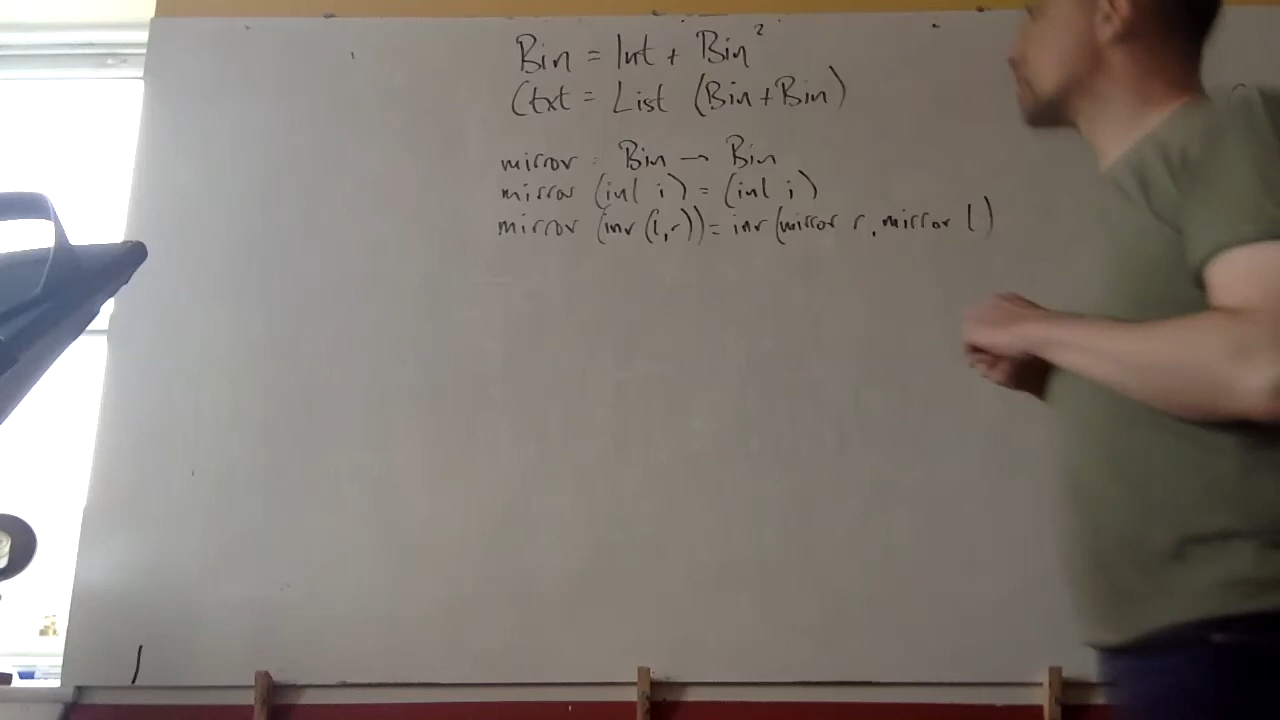 Bin = Int + Bin²
Ctxt = List (Bin + Bin)
mirror : Bin → Bin
mirror (inl i) = (inl i)
mirror (inr (l,r)) = inr (mirror r, mirror l)